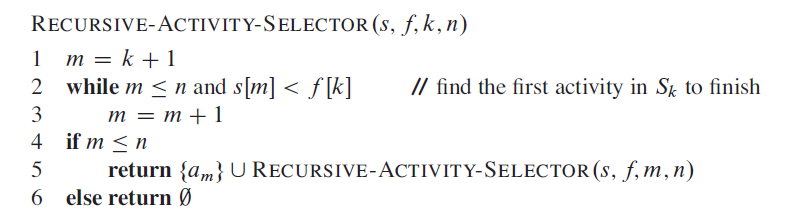 RECURSIVE-ACTIVITY-SELECTOR(s, f, k, n)
1 m = k + 1
2 while m ≤ n and s[m] < f[k] // find the first activity in Sₖ to finish
3 m = m + 1
4 if m ≤ n
5 return {aₘ} ∪ RECURSIVE-ACTIVITY-SELECTOR(s, f, m, n)
6 else return ∅